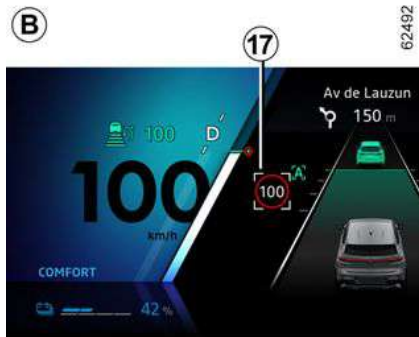 B
17
62492
Av de Lauzun
150 m
100
D
A
100
100
km/h
COMFORT
42 %